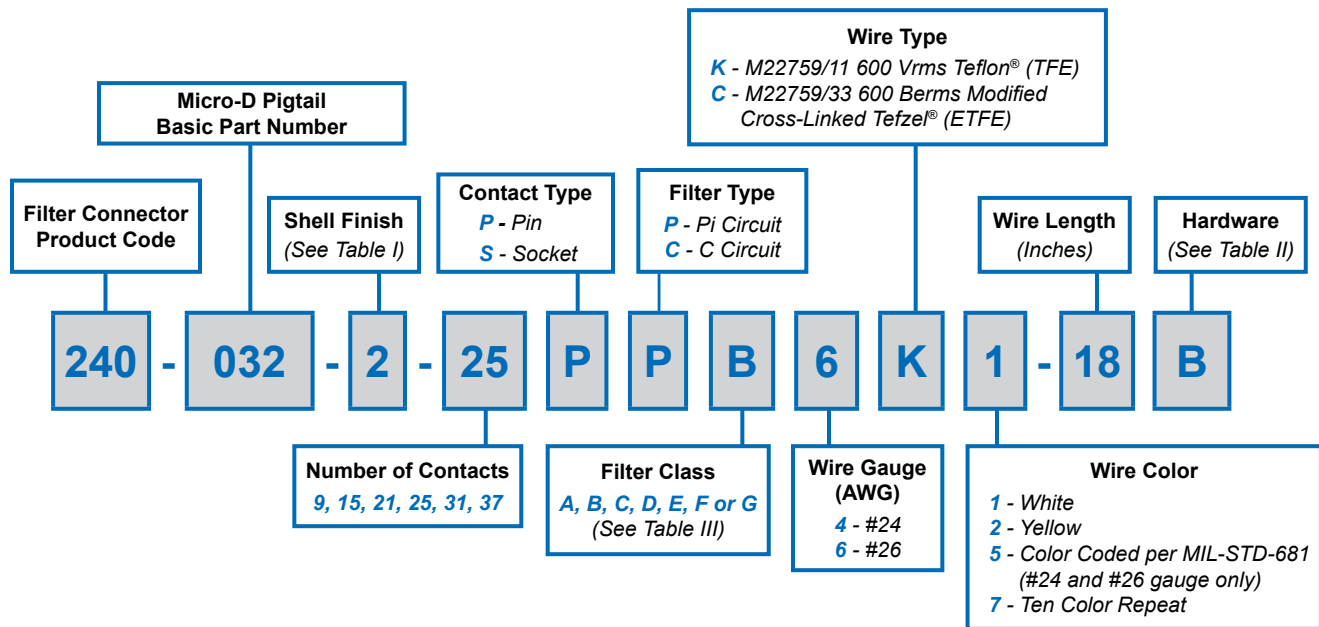 Wire Type
K - M22759/11 600 Vrms Teflon® (TFE)
C - M22759/33 600 Berms Modified
Cross-Linked Tefzel® (ETFE)
Micro-D Pigtail
Basic Part Number
Filter Connector
Product Code
Shell Finish
(See Table I)
Contact Type
P - Pin
S - Socket
Filter Type
P - Pi Circuit
C - C Circuit
Wire Length
(Inches)
Hardware
(See Table II)
240 - 032 - 2 - 25 P P B 6 K 1 - 18 B
Number of Contacts
9, 15, 21, 25, 31, 37
Filter Class
A, B, C, D, E, F or G
(See Table III)
Wire Gauge
(AWG)
4 - #24
6 - #26
Wire Color
1 - White
2 - Yellow
5 - Color Coded per MIL-STD-681
(#24 and #26 gauge only)
7 - Ten Color Repeat